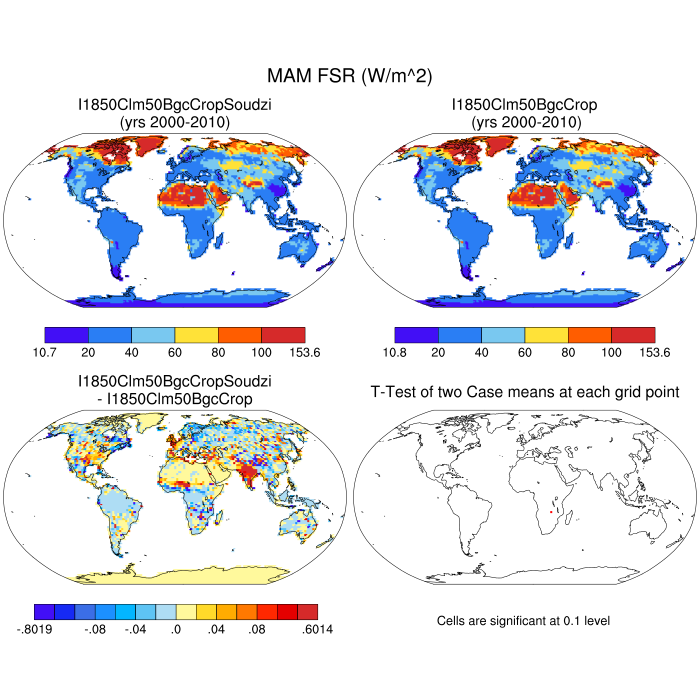 MAM FSR (W/m^2)
I1850Clm50BgcCropSoudzi
(yrs 2000-2010)
I1850Clm50BgcCrop
(yrs 2000-2010)
10.7 20 40 60 80 100 153.6
10.8 20 40 60 80 100 153.6
I1850Clm50BgcCropSoudzi
- I1850Clm50BgcCrop
T-Test of two Case means at each grid point
-.8019 -.08 -.04 .0 .04 .08 .6014
Cells are significant at 0.1 level